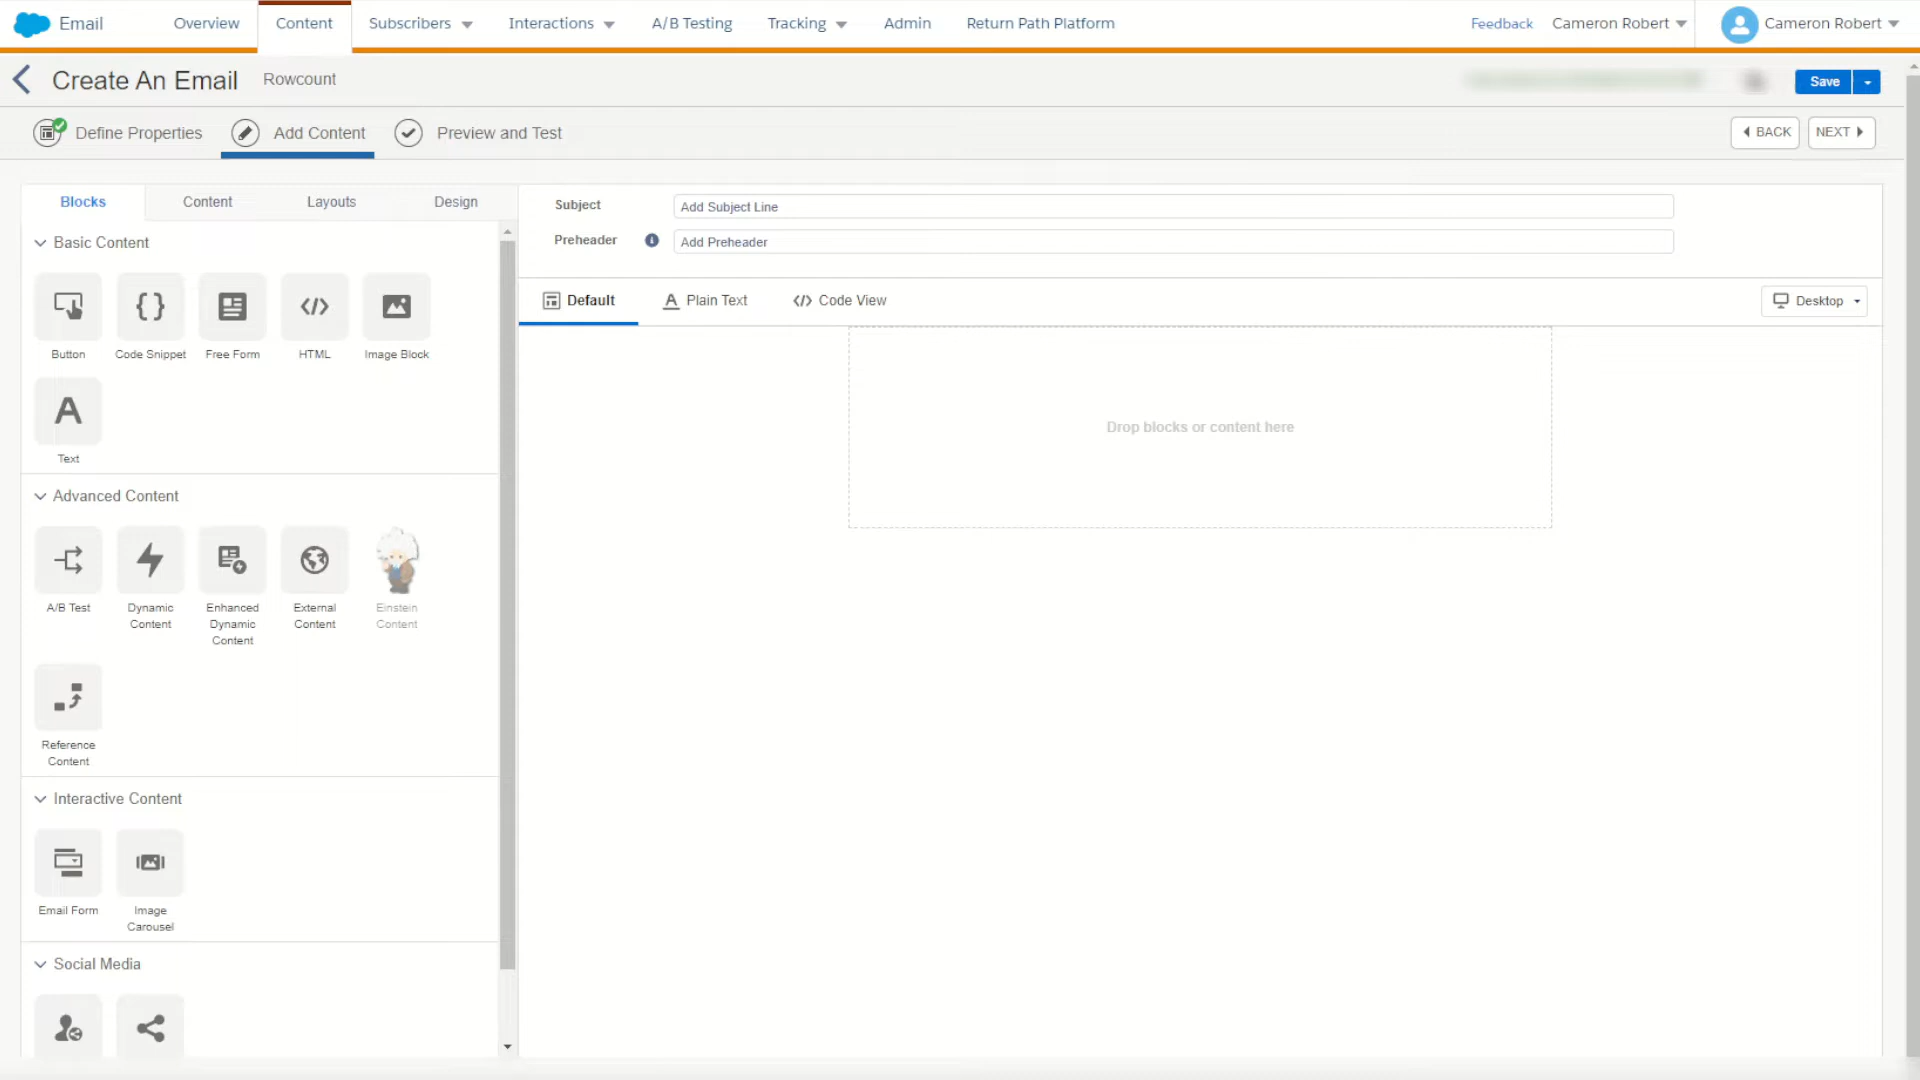 Email
Overview
Content
Subscribers
Interactions
A/B Testing
Tracking
Admin
Return Path Platform
Feedback
Cameron Robert
Cameron Robert
Create An Email
Rowcount
Save
Define Properties
Add Content
Preview and Test
BACK
NEXT
Blocks
Content
Layouts
Design
Subject
Add Subject Line
Preheader
Add Preheader
Basic Content
Button
Code Snippet
Free Form
HTML
Image Block
A
Text
Default
A Plain Text
</> Code View
Desktop
Drop blocks or content here
Advanced Content
A/B Test
Dynamic
Content
Enhanced
Dynamic
Content
External
Content
Einstein
Content
Reference
Content
Interactive Content
Email Form
Image
Carousel
Social Media